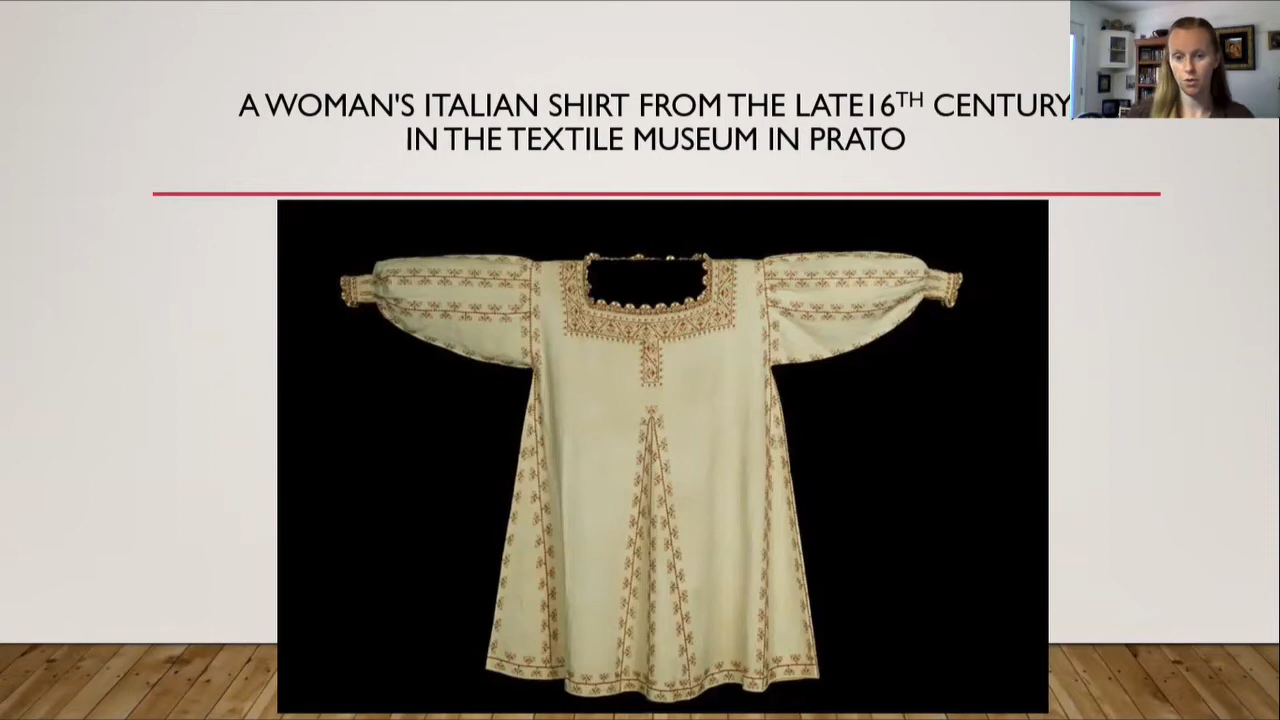 A WOMAN'S ITALIAN SHIRT FROM THE LATE16TH CENTURY
IN THE TEXTILE MUSEUM IN PRATO